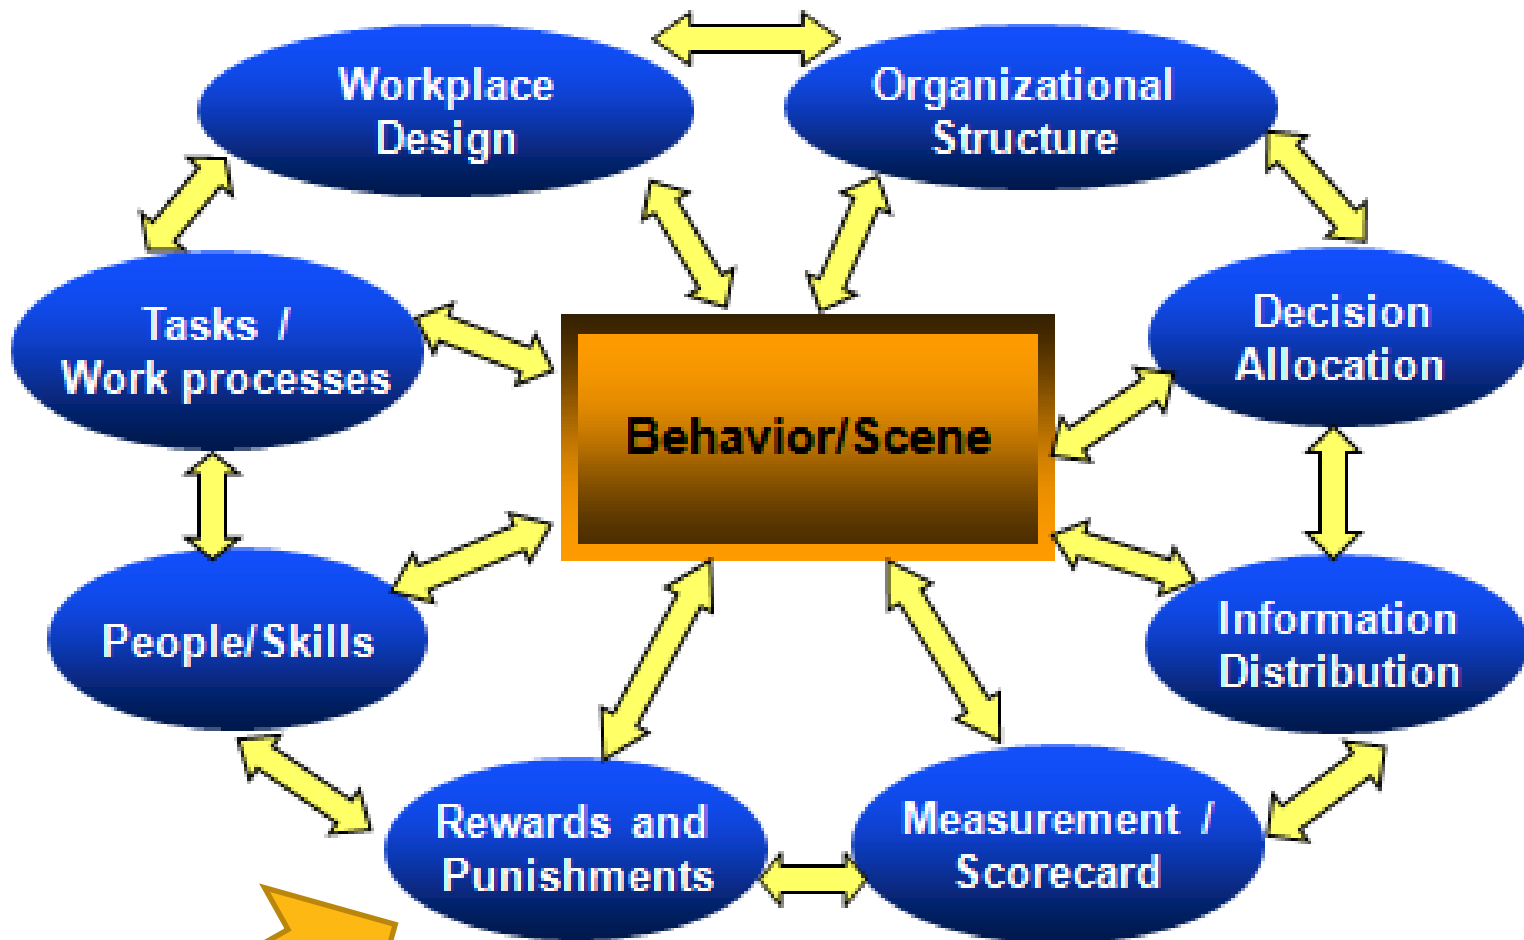 Workplace
Design
Organizational
Structure
Tasks /
Work processes
Decision
Allocation
Behavior/Scene
People/Skills
Information
Distribution
Rewards and
Punishments
Measurement /
Scorecard